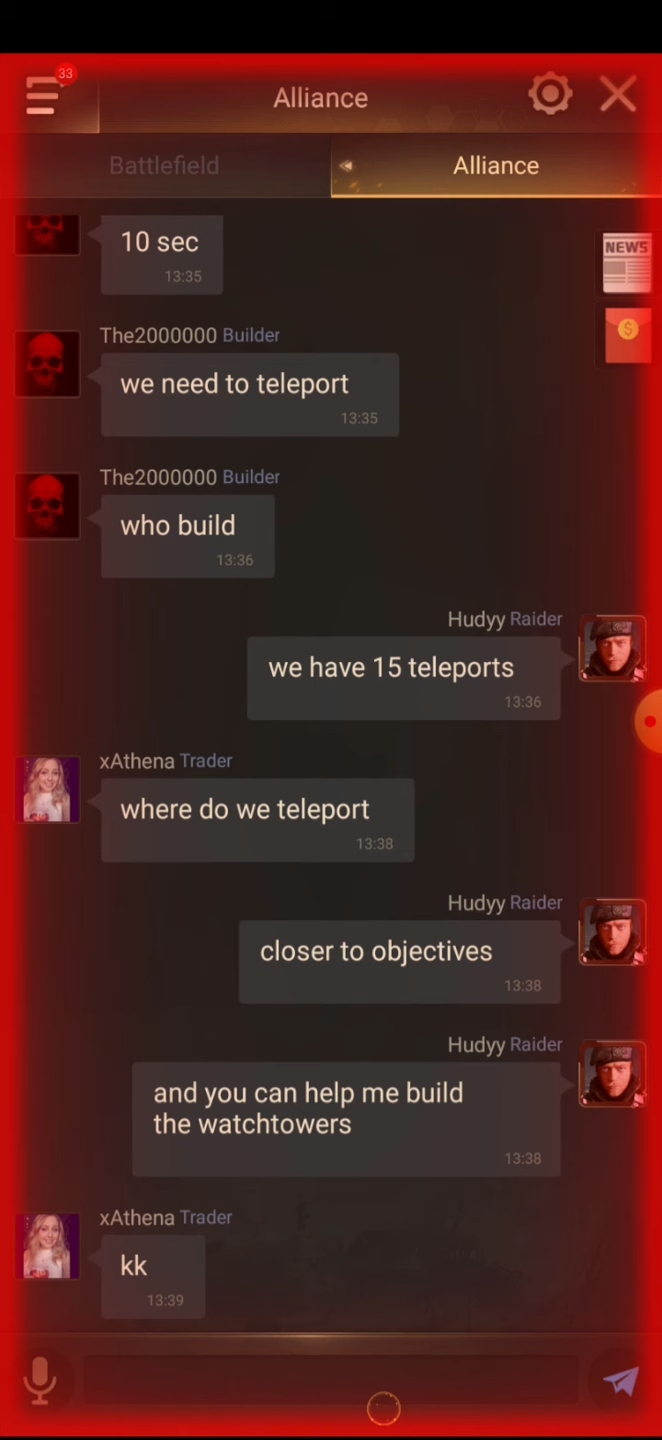 33
Alliance
Battlefield
Alliance
10 sec
13:35
NEWS
The2000000 Builder
we need to teleport
13:35
The2000000 Builder
who build
13:36
Hudyy Raider
we have 15 teleports
13:36
xAthena Trader
where do we teleport
13:38
Hudyy Raider
closer to objectives
13:38
Hudyy Raider
and you can help me build
the watchtowers
13:38
xAthena Trader
kk
13:39